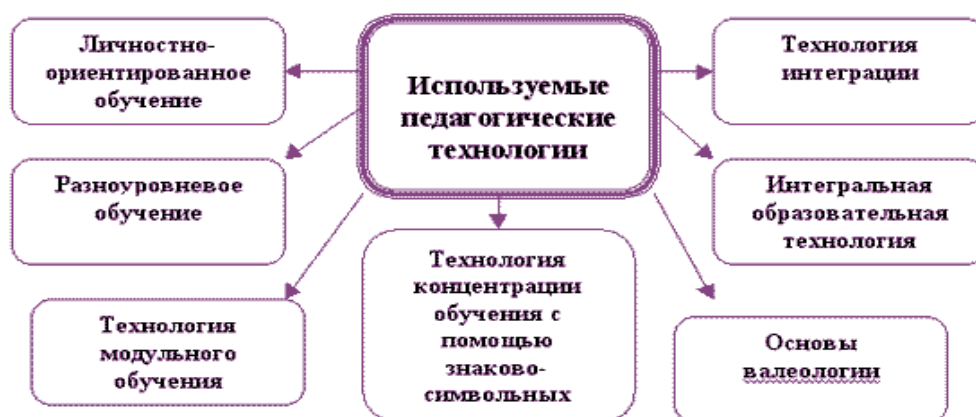 Используемые
педагогические
технологии
Личностно-
ориентированное
обучение
Разноуровневое
обучение
Технология
модульного
обучения
Технология
концентрации
обучения с
помощью
знаково-
символьных
Технология
интеграции
Интегральная
образовательная
технология
Основы
валеологии